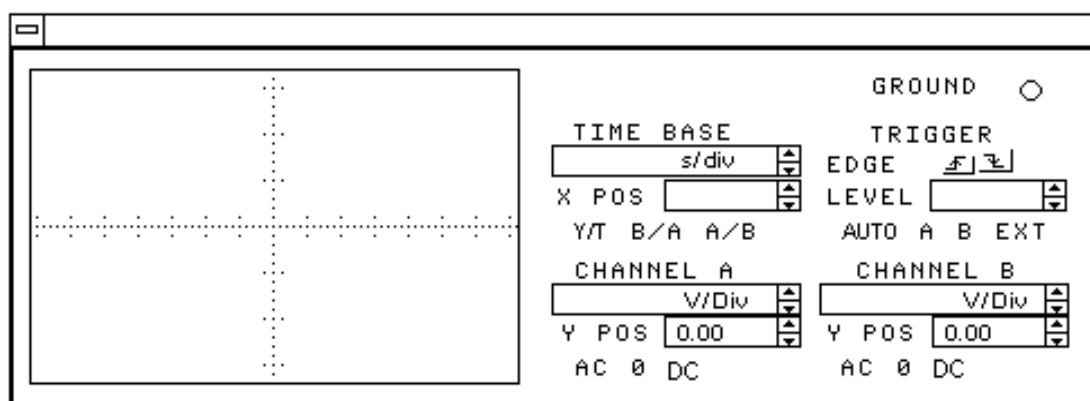 GROUND
TIME BASE
s/div
X POS
Y/T B/A A/B
TRIGGER
EDGE
LEVEL
AUTO A B EXT
CHANNEL A
V/Div
Y POS 0.00
AC 0 DC
CHANNEL B
V/Div
Y POS 0.00
AC 0 DC